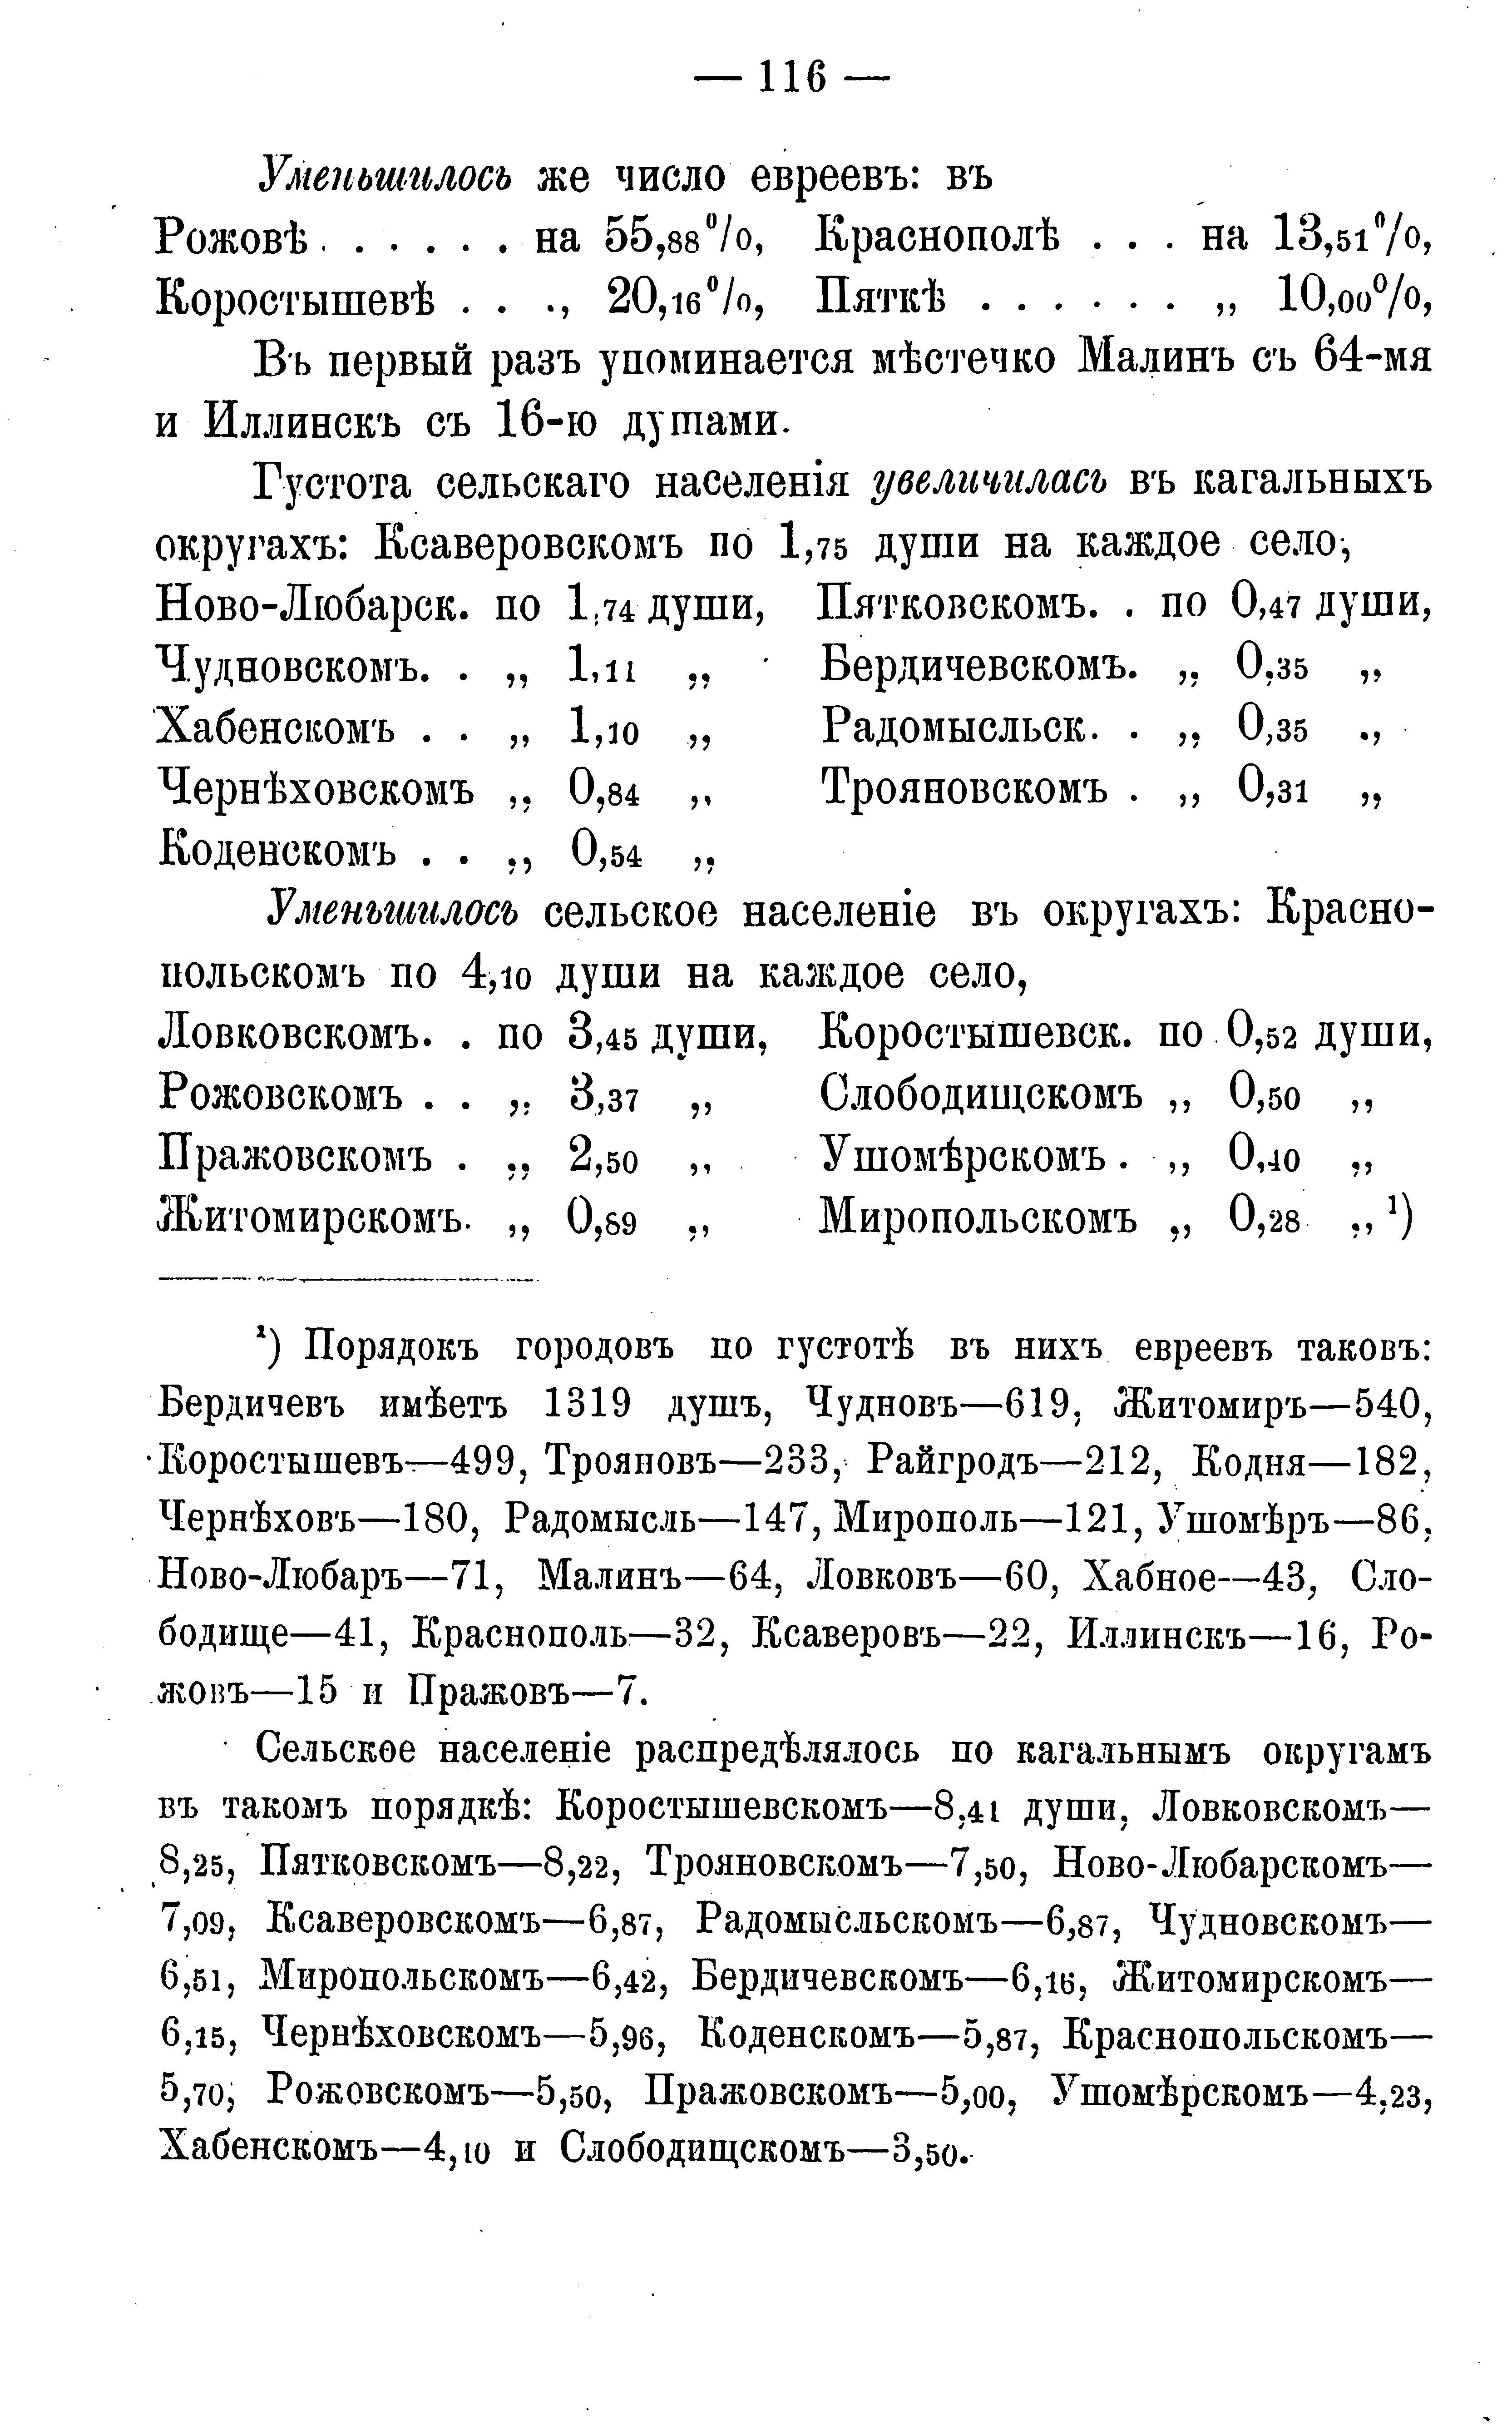 — 116 —
Уменьшилось же число евреевъ: въ
Рожовѣ . . . . . . на 55,88%, Краснополѣ . . . на 13,51%,
Коростышевѣ . . „ 20,16%, Пяткѣ . . . . . . „ 10,00%,
Въ первый разъ упоминается мѣстечко Малинъ съ 64-мя
и Иллинскъ съ 16-ю душами.
Густота сельскаго населенія увеличилась въ кагальныхъ
округахъ: Ксаверовскомъ по 1,75 души на каждое село,
Ново-Любарск. по 1,74 души, Пятковскомъ. . по 0,47 души,
Чудновскомъ. . „ 1,11 „ Бердичевскомъ. „ 0,35 „
Хабенскомъ . . „ 1,10 „ Радомысльск. . „ 0,35 „
Чернѣховскомъ „ 0,84 „ Трояновскомъ . „ 0,31 „
Коденскомъ . . „ 0,54 „
Уменьшилось сельское населеніе въ округахъ: Красно-
польскомъ по 4,10 души на каждое село,
Ловковскомъ. . по 3,45 души, Коростышевск. по 0,52 души,
Рожовскомъ . . „ 3,37 „ Слободищскомъ „ 0,50 „
Пражовскомъ . „ 2,50 „ Ушомѣрскомъ . „ 0,40 „
Житомирскомъ. „ 0,89 „ Миропольскомъ „ 0,28 „ ¹)
¹) Порядокъ городовъ по густотѣ въ нихъ евреевъ таковъ:
Бердичевъ имѣетъ 1319 душъ, Чудновъ—619, Житомиръ—540,
Коростышевъ—499, Трояновъ—233, Райгродъ—212, Кодня—182,
Чернѣховъ—180, Радомысль—147, Мирополь—121, Ушомѣръ—86,
Ново-Любаръ—71, Малинъ—64, Ловковъ—60, Хабное—43, Сло-
бодище—41, Краснополь—32, Ксаверовъ—22, Иллинскъ—16, Ро-
жовъ—15 и Пражовъ—7.
Сельское населеніе распредѣлялось по кагальнымъ округамъ
въ такомъ порядкѣ: Коростышевскомъ—8,41 души, Ловковскомъ—
8,25, Пятковскомъ—8,22, Трояновскомъ—7,50, Ново-Любарскомъ—
7,09, Ксаверовскомъ—6,87, Радомысльскомъ—6,87, Чудновскомъ—
6,51, Миропольскомъ—6,42, Бердичевскомъ—6,16, Житомирскомъ—
6,15, Чернѣховскомъ—5,96, Коденскомъ—5,87, Краснопольскомъ—
5,70, Рожовскомъ—5,50, Пражовскомъ—5,00, Ушомѣрскомъ—4,23,
Хабенскомъ—4,10 и Слободищскомъ—3,50.